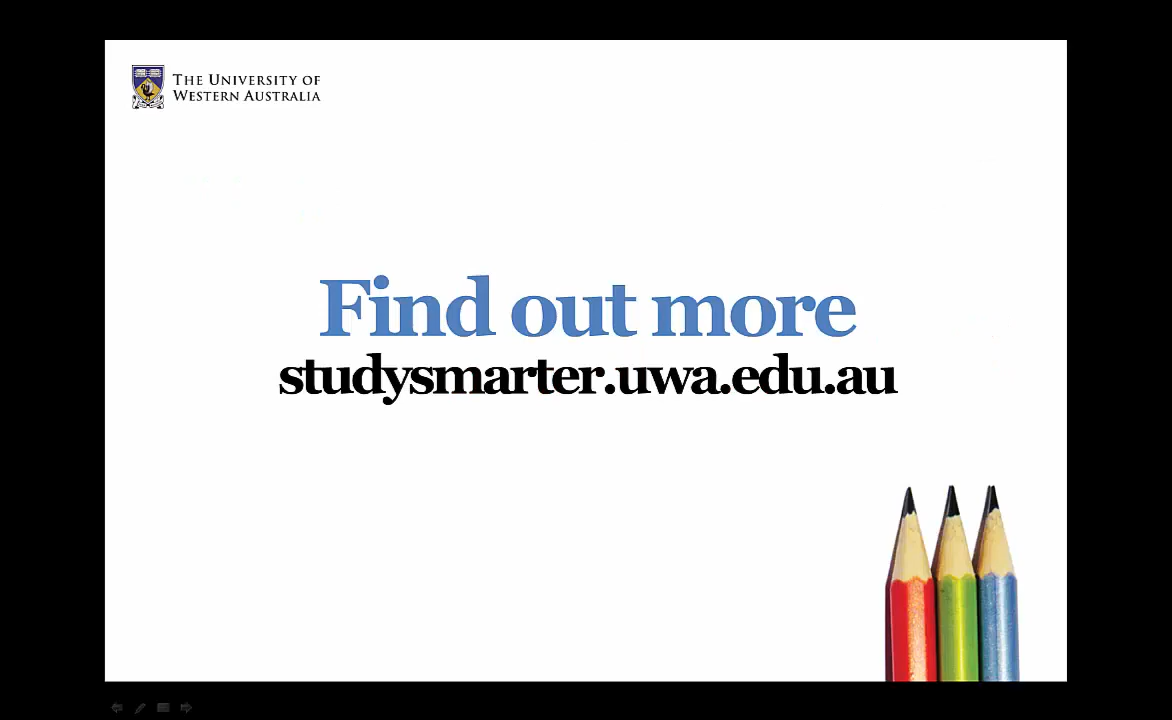 THE UNIVERSITY OF
WESTERN AUSTRALIA
Find out more
studysmarter.uwa.edu.au